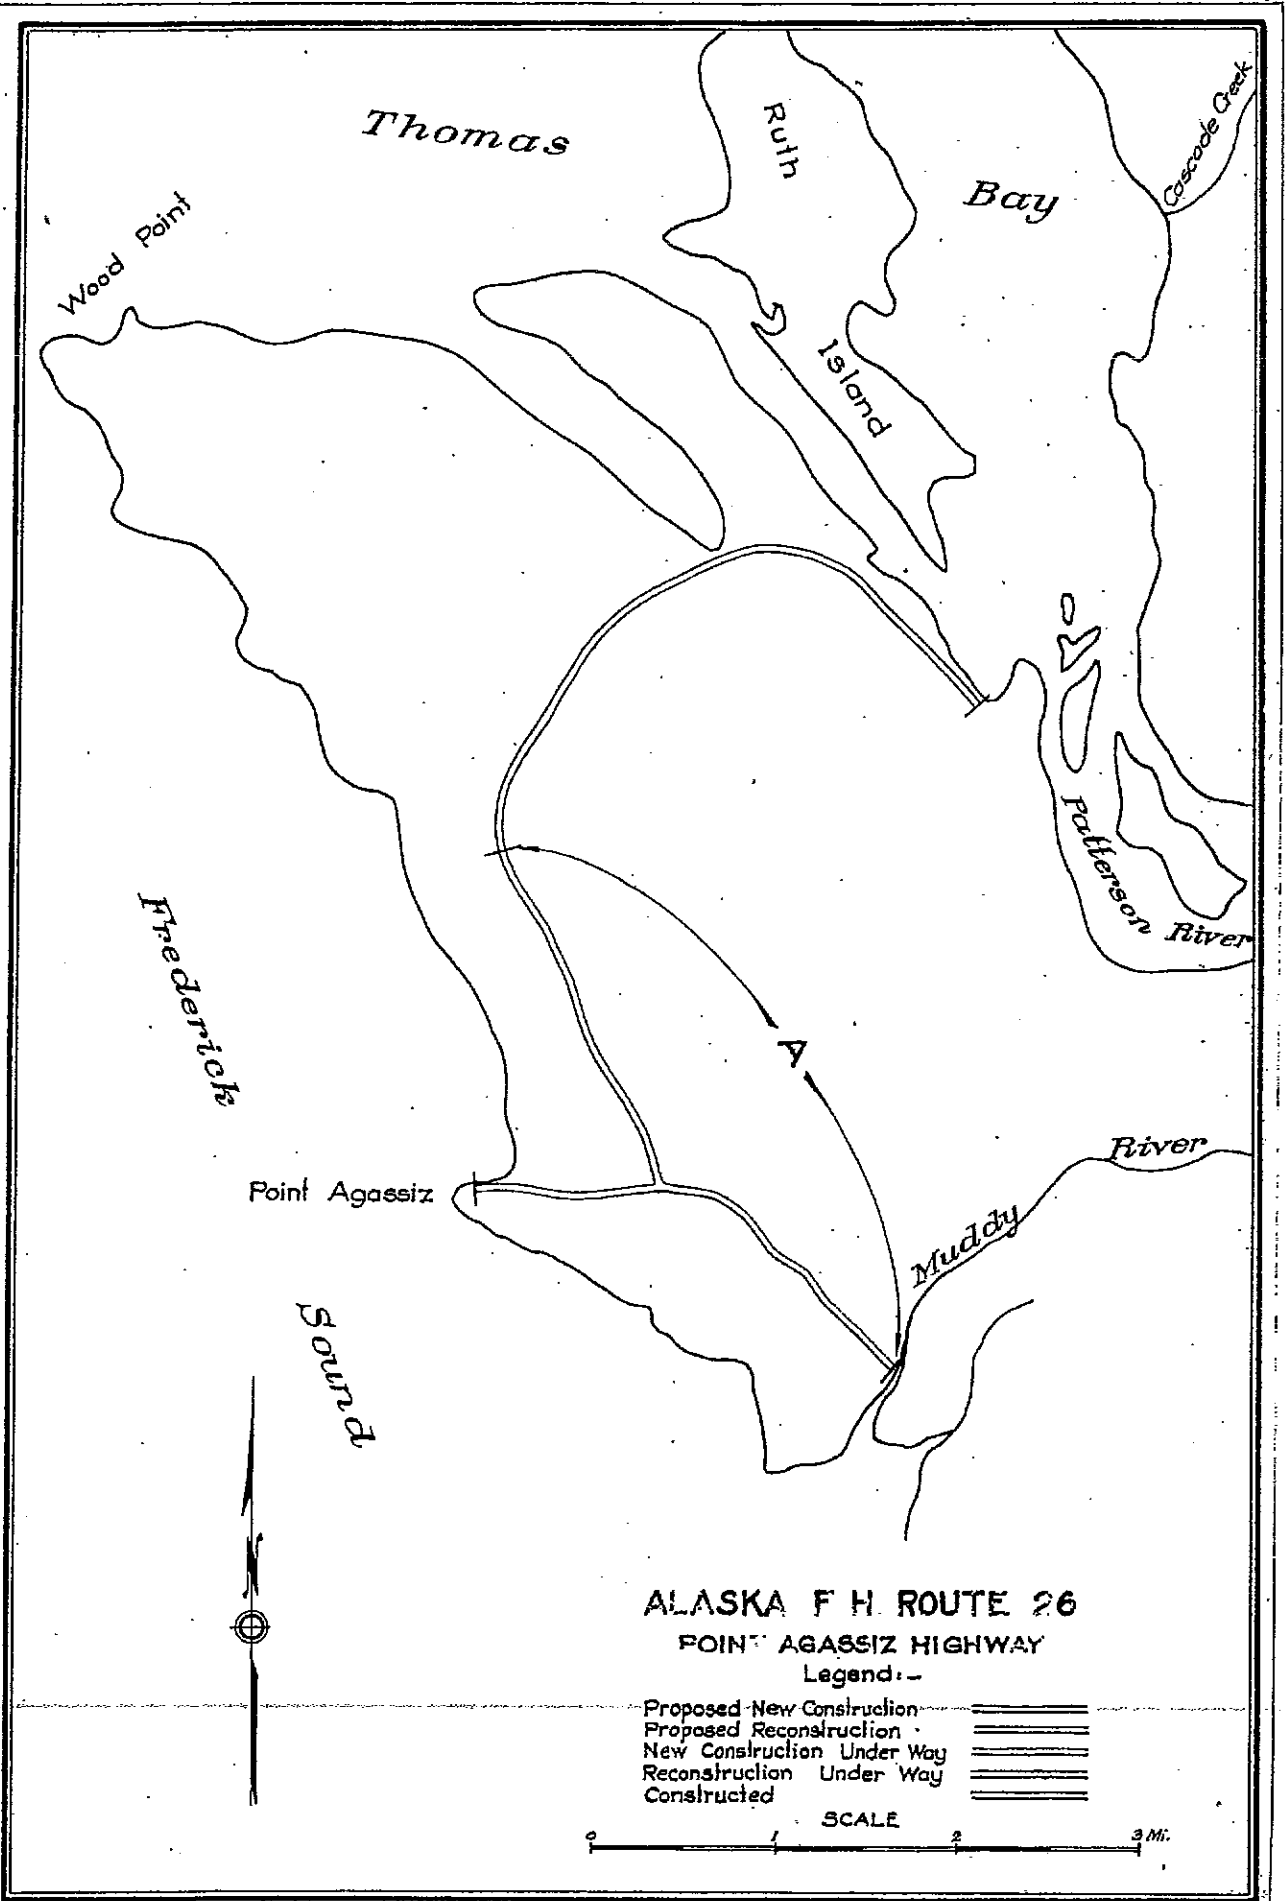 Thomas
Ruth
Bay
Cascade Creek
Wood Point
Island
Patterson River
Frederick
A
River
Point Agassiz
Muddy
Sound
N
ALASKA F H ROUTE 26
POINT AGASSIZ HIGHWAY
Legend:-
Proposed New Construction
Proposed Reconstruction
New Construction Under Way
Reconstruction Under Way
Constructed
SCALE
0 1 2 3 Mi.